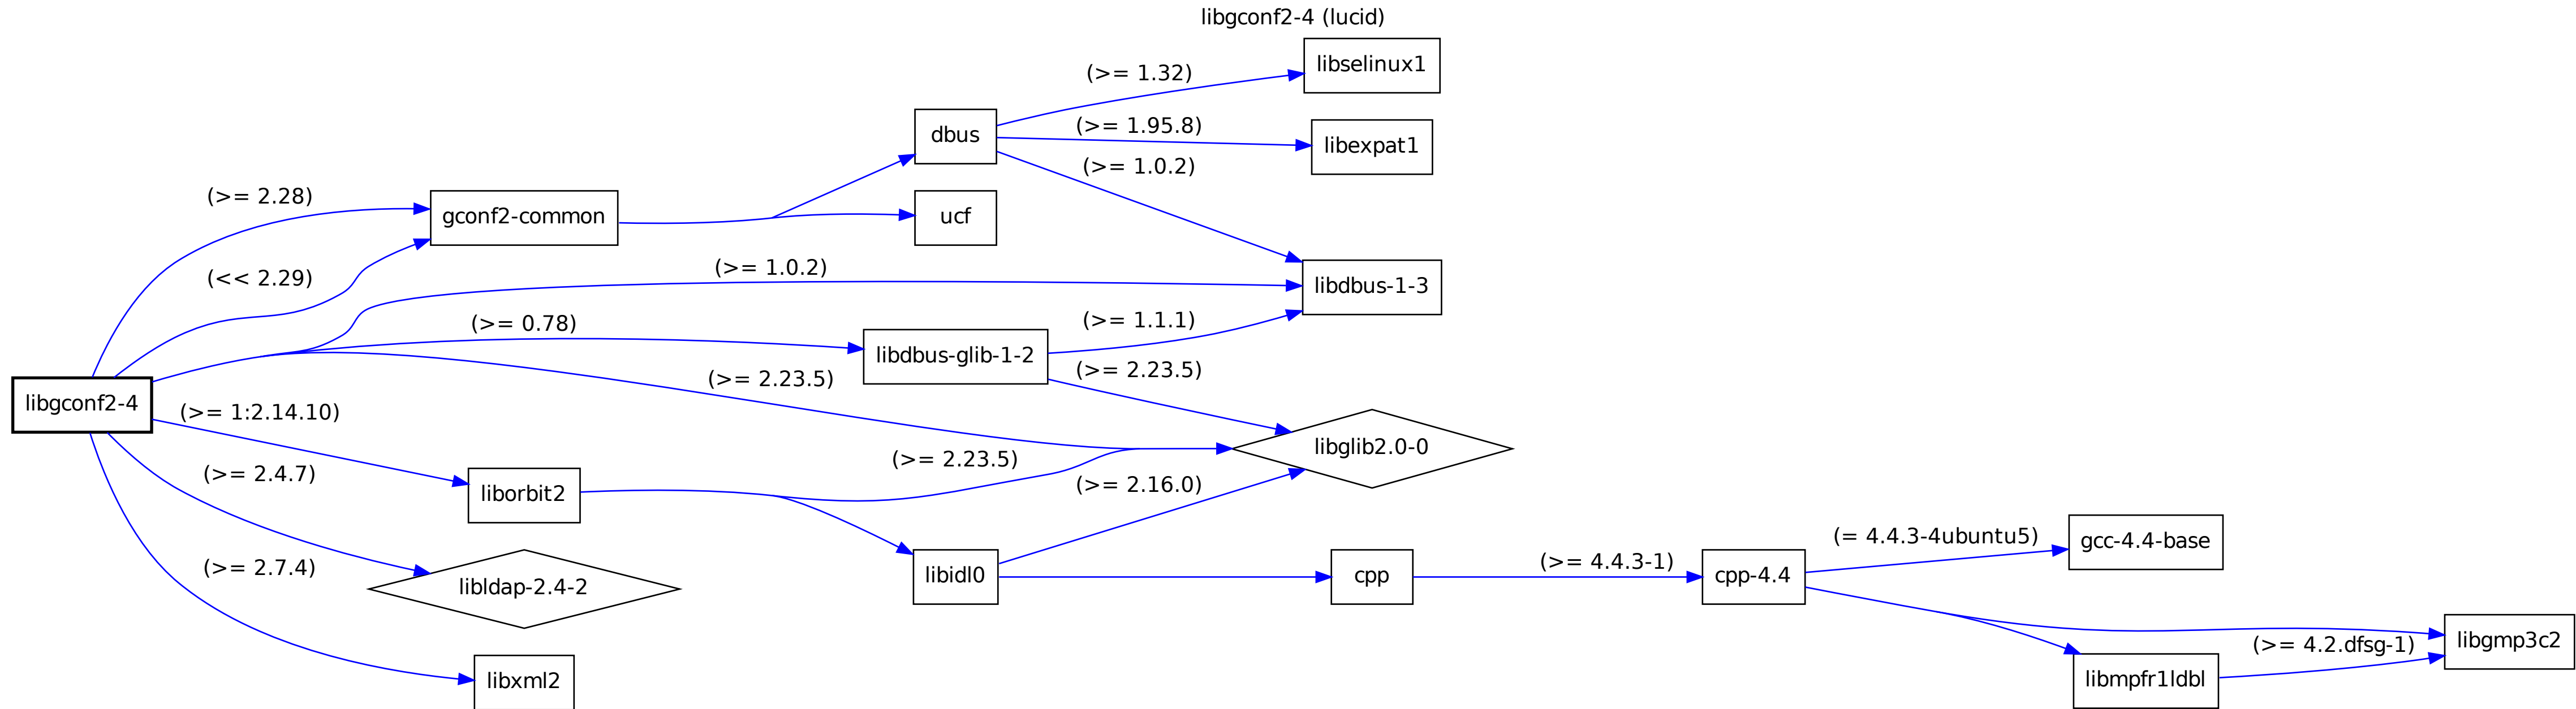 libgconf2-4 (lucid)
libselinux1
(>= 1.32)
(>= 1.95.8)
dbus
libexpat1
(>= 1.0.2)
(>= 2.28)
gconf2-common
ucf
(<< 2.29)
(>= 1.0.2)
libdbus-1-3
(>= 0.78)
(>= 1.1.1)
libdbus-glib-1-2
(>= 2.23.5)
(>= 2.23.5)
libgconf2-4
(>= 1:2.14.10)
libglib2.0-0
(>= 2.23.5)
(>= 2.4.7)
(>= 2.16.0)
liborbit2
(= 4.4.3-4ubuntu5)
gcc-4.4-base
(>= 4.4.3-1)
(>= 2.7.4)
libldap-2.4-2
libidl0
cpp
cpp-4.4
libgmp3c2
(>= 4.2.dfsg-1)
libxml2
libmpfr1ldbl